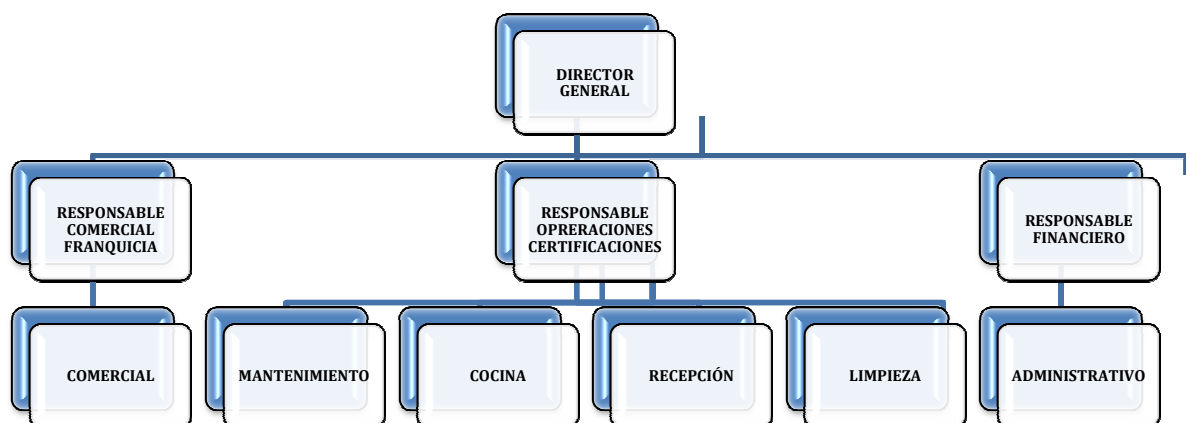 DIRECTOR
GENERAL
RESPONSABLE
COMERCIAL
FRANQUICIA
RESPONSABLE
OPRERACIONES
CERTIFICACIONES
RESPONSABLE
FINANCIERO
COMERCIAL
MANTENIMIENTO
COCINA
RECEPCIÓN
LIMPIEZA
ADMINISTRATIVO